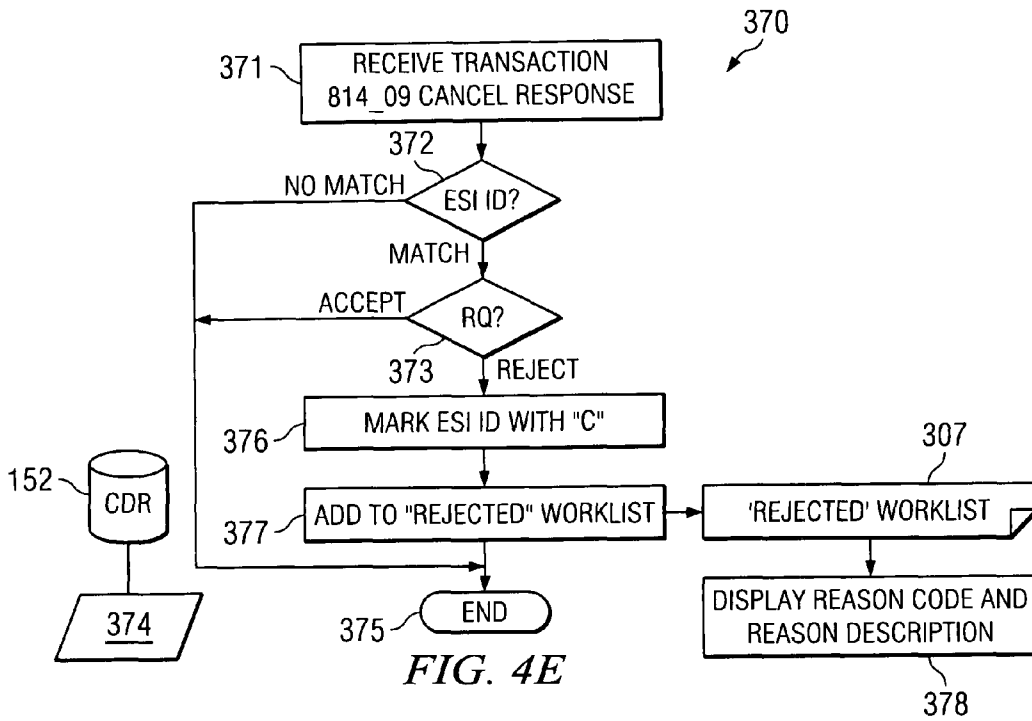 370
371
RECEIVE TRANSACTION
814_09 CANCEL RESPONSE
372
NO MATCH
ESI ID?
MATCH
ACCEPT
RQ?
373
REJECT
376
MARK ESI ID WITH "C"
152
CDR
374
377
ADD TO "REJECTED" WORKLIST
307
'REJECTED' WORKLIST
375
END
DISPLAY REASON CODE AND
REASON DESCRIPTION
378
FIG. 4E